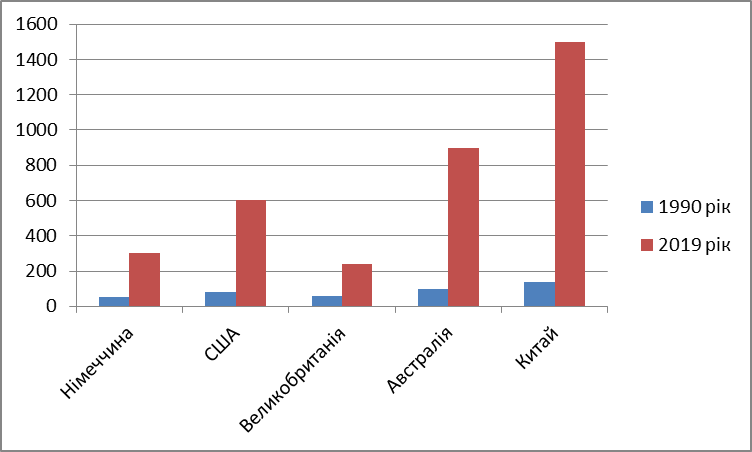 1600
1400
1200
1000
800
600
400
200
0
Німеччина
США
Великобританія
Австралія
Китай
1990 рік
2019 рік